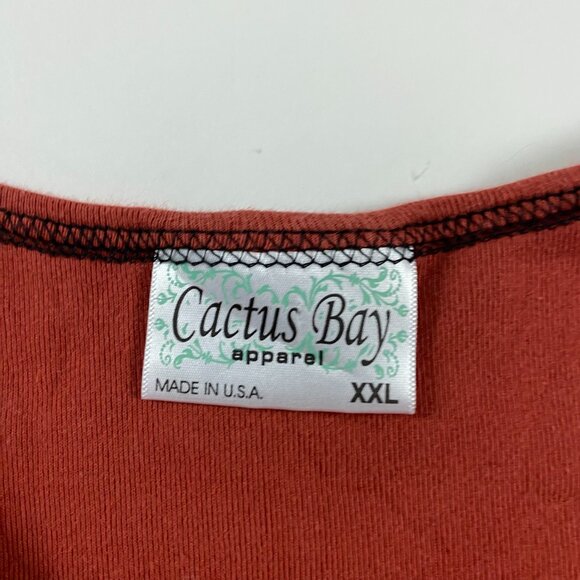 Cactus Bay
apparel
MADE IN U.S.A. XXL